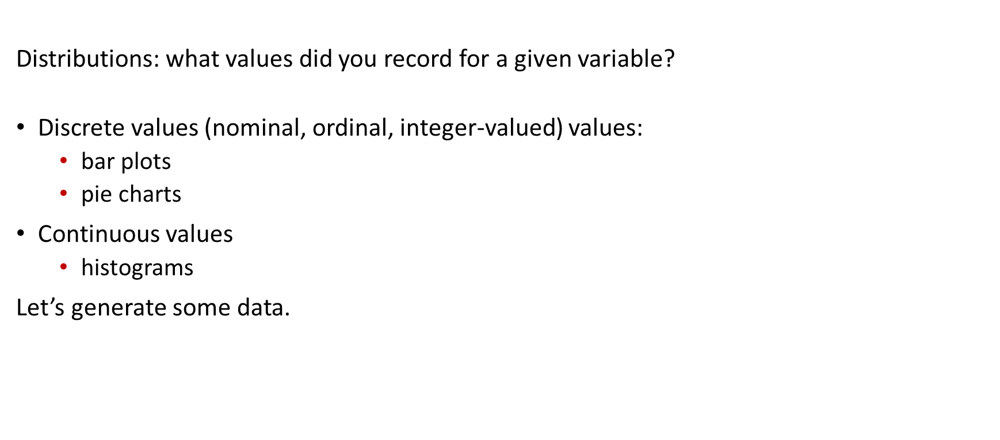 Distributions: what values did you record for a given variable?
• Discrete values (nominal, ordinal, integer-valued) values:
• bar plots
• pie charts
• Continuous values
• histograms
Let’s generate some data.